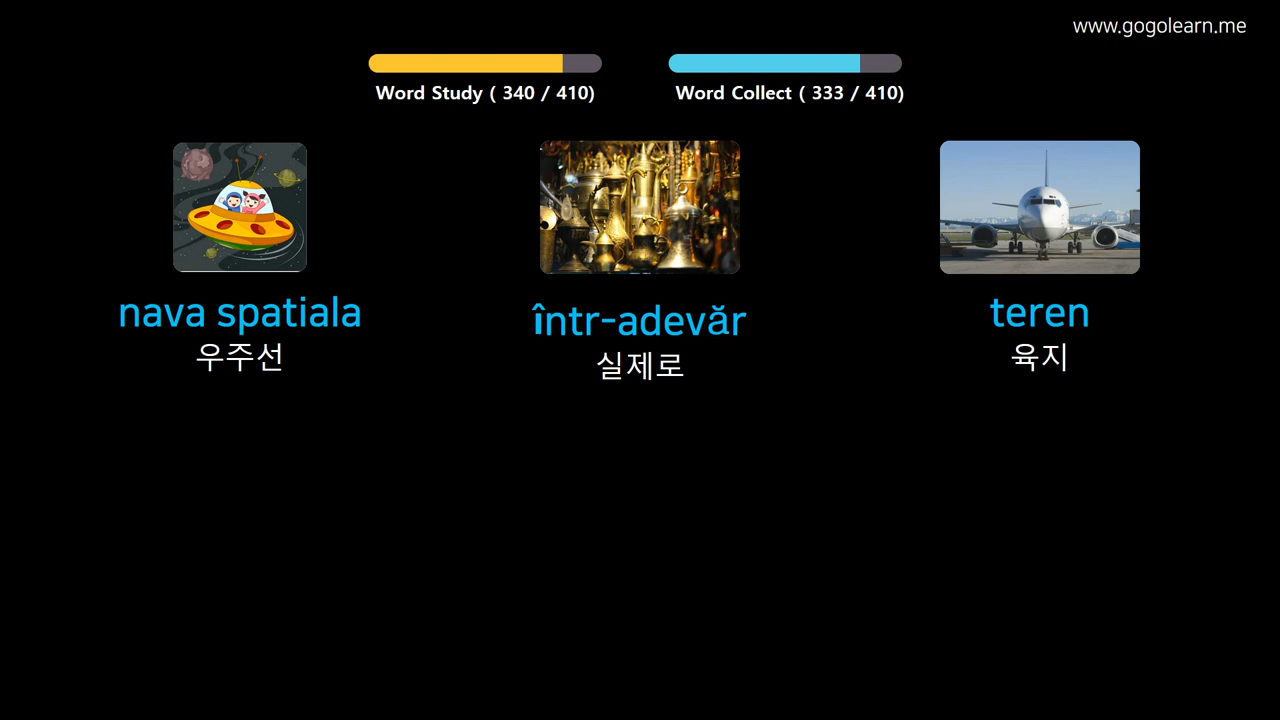 www.gogolearn.me
Word Study ( 340 / 410)
Word Collect ( 333 / 410)
nava spatiala
우주선
într-adevăr
실제로
teren
육지